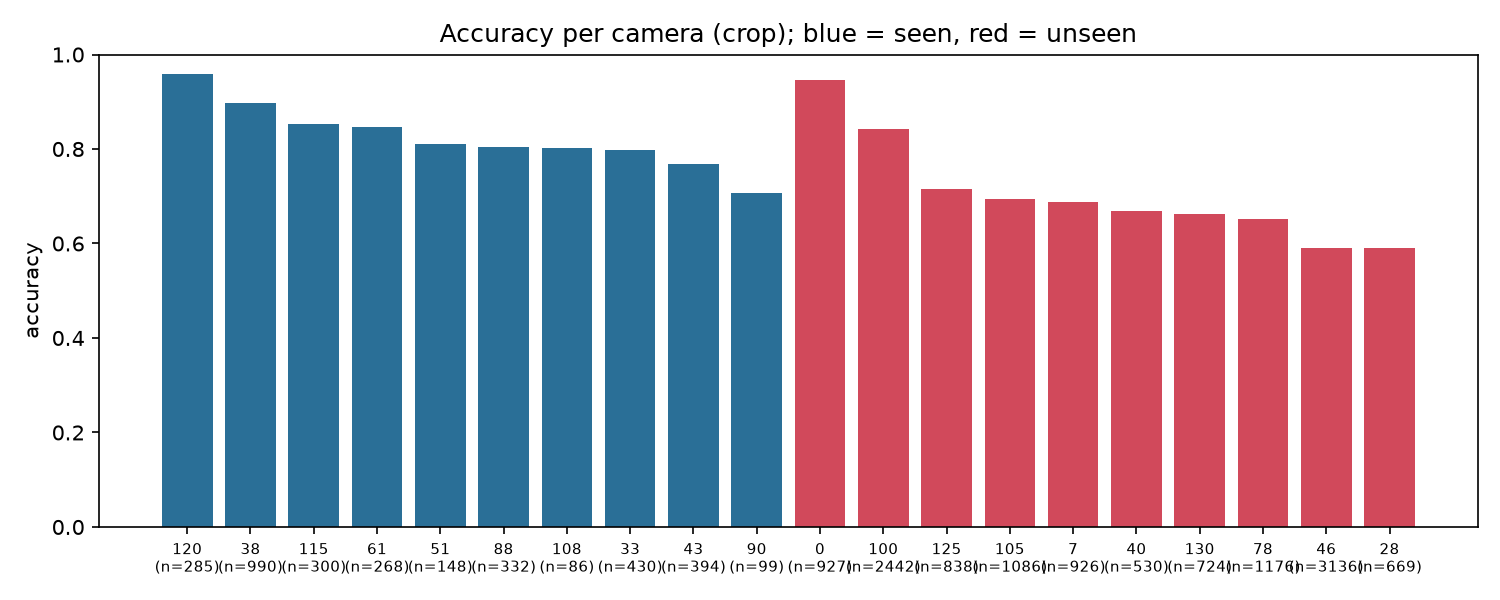 Accuracy per camera (crop); blue = seen, red = unseen
accuracy
1.0
0.8
0.6
0.4
0.2
0.0
120 38 115 61 51 88 108 33 43 90 0 100 125 105 7 40 130 78 46 28
(n=285) (n=990) (n=300) (n=268) (n=148) (n=332) (n=86) (n=430) (n=394) (n=99) (n=927) (n=2442) (n=838) (n=1086) (n=926) (n=530) (n=724) (n=1176) (n=3136) (n=669)